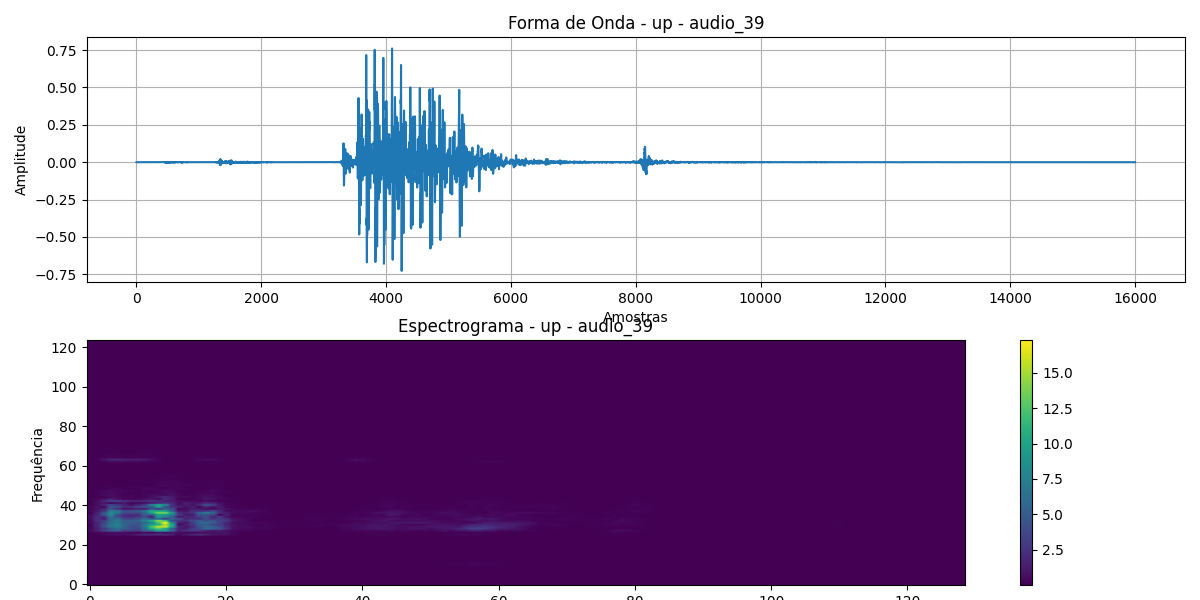 Forma de Onda - up - audio_39
0.75
0.50
0.25
0.00
−0.25
−0.50
−0.75
Amplitude
0 2000 4000 6000 8000 10000 12000 14000 16000
Amostras
Espectrograma - up - audio_39
120
100
80
60
40
20
0
Frequência
0 20 40 60 80 100 120
15.0
12.5
10.0
7.5
5.0
2.5